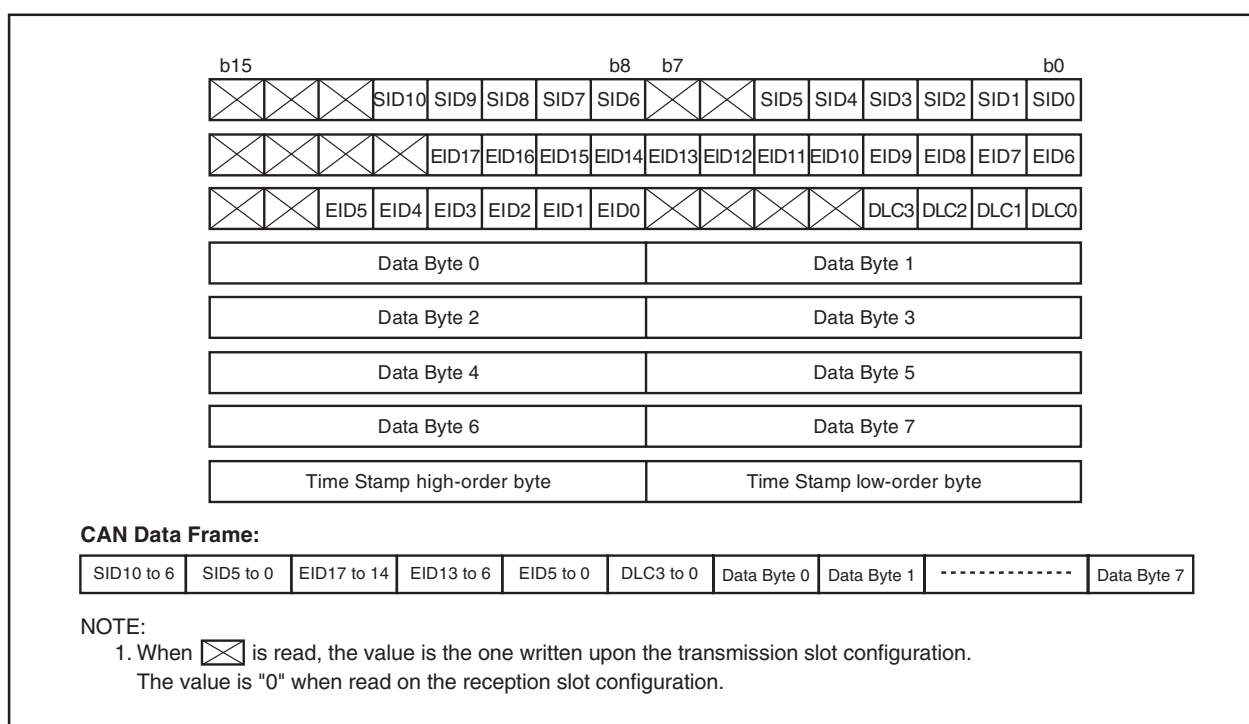 b15 b8 b7 b0
SID10 SID9 SID8 SID7 SID6 SID5 SID4 SID3 SID2 SID1 SID0
EID17 EID16 EID15 EID14 EID13 EID12 EID11 EID10 EID9 EID8 EID7 EID6
EID5 EID4 EID3 EID2 EID1 EID0 DLC3 DLC2 DLC1 DLC0
Data Byte 0 Data Byte 1
Data Byte 2 Data Byte 3
Data Byte 4 Data Byte 5
Data Byte 6 Data Byte 7
Time Stamp high-order byte Time Stamp low-order byte
CAN Data Frame:
SID10 to 6 SID5 to 0 EID17 to 14 EID13 to 6 EID5 to 0 DLC3 to 0 Data Byte 0 Data Byte 1 Data Byte 7
NOTE:
1. When is read, the value is the one written upon the transmission slot configuration.
The value is "0" when read on the reception slot configuration.